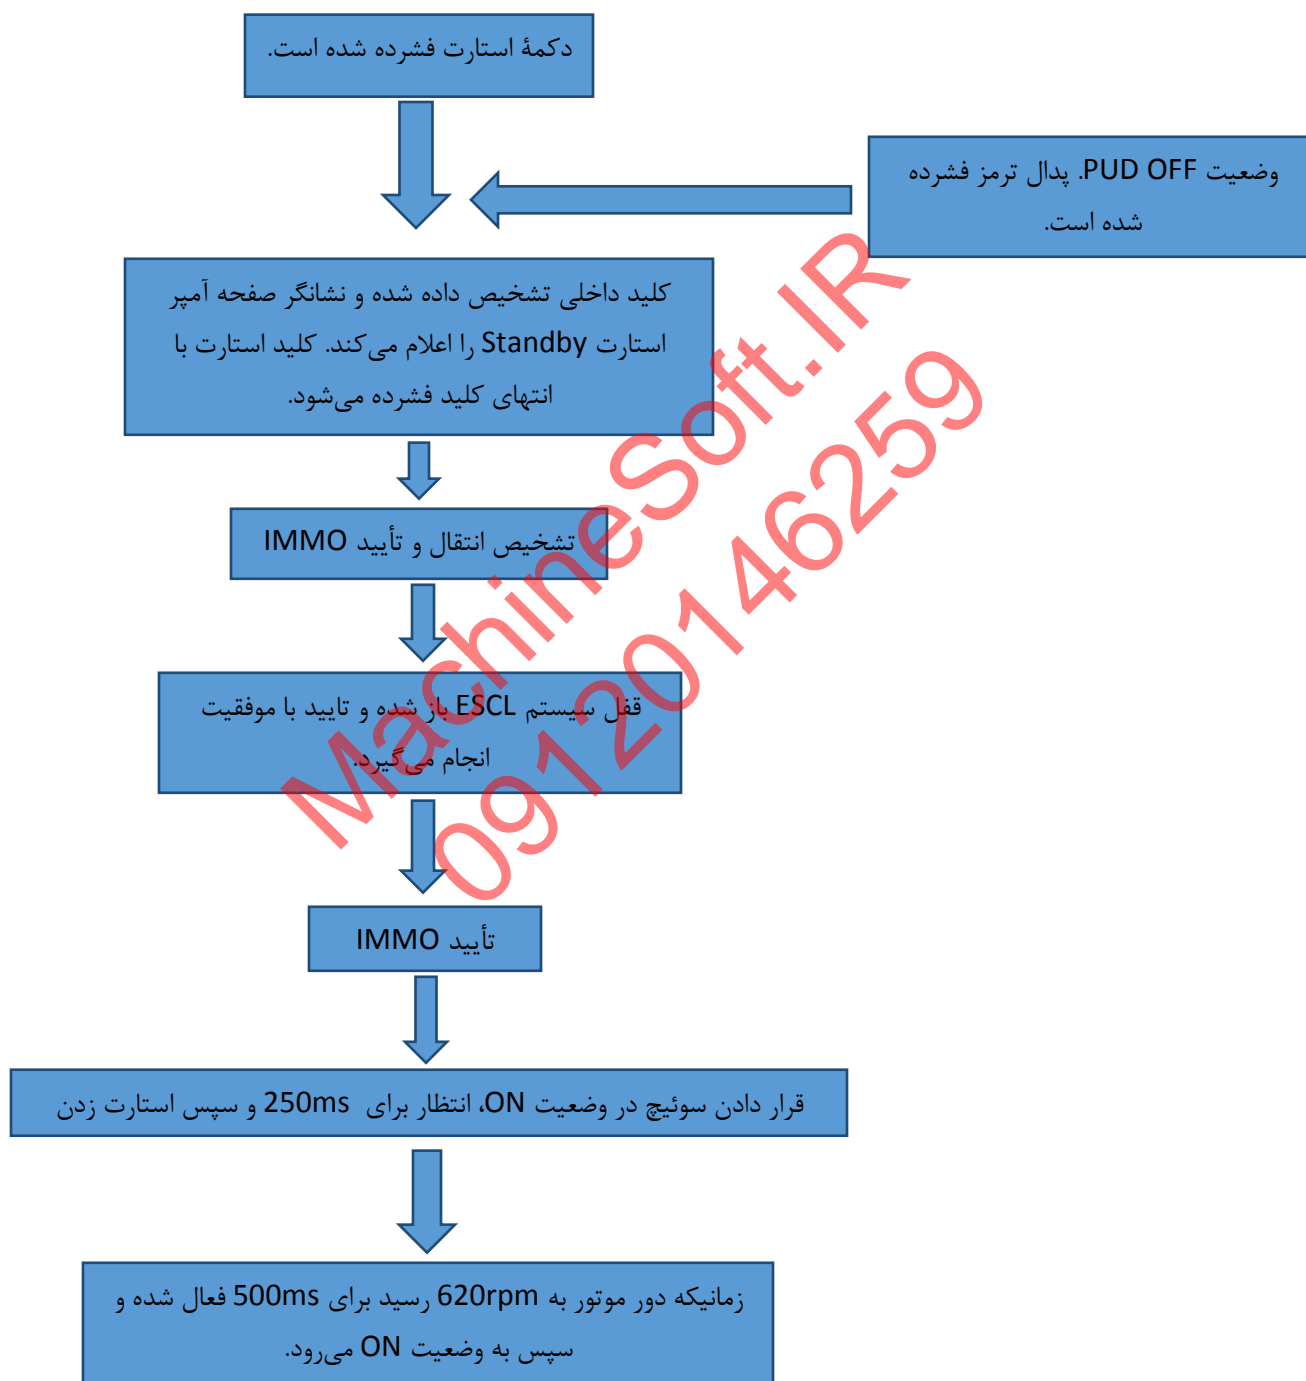 دکمۀ استارت فشرده شده است.
وضعیت PUD OFF. پدال ترمز فشرده
شده است.
کلید داخلی تشخیص داده شده و نشانگر صفحه آمپر
استارت Standby را اعلام می‌کند. کلید استارت با
انتهای کلید فشرده می‌شود.
تشخیص انتقال و تأیید IMMO
قفل سیستم ESCL باز شده و تایید با موفقیت
انجام می‌گیرد.
تأیید IMMO
قرار دادن سوئیچ در وضعیت ON، انتظار برای 250ms و سپس استارت زدن
زمانیکه دور موتور به 620rpm رسید برای 500ms فعال شده و
سپس به وضعیت ON می‌رود.
MachineSoft.IR
09120146259